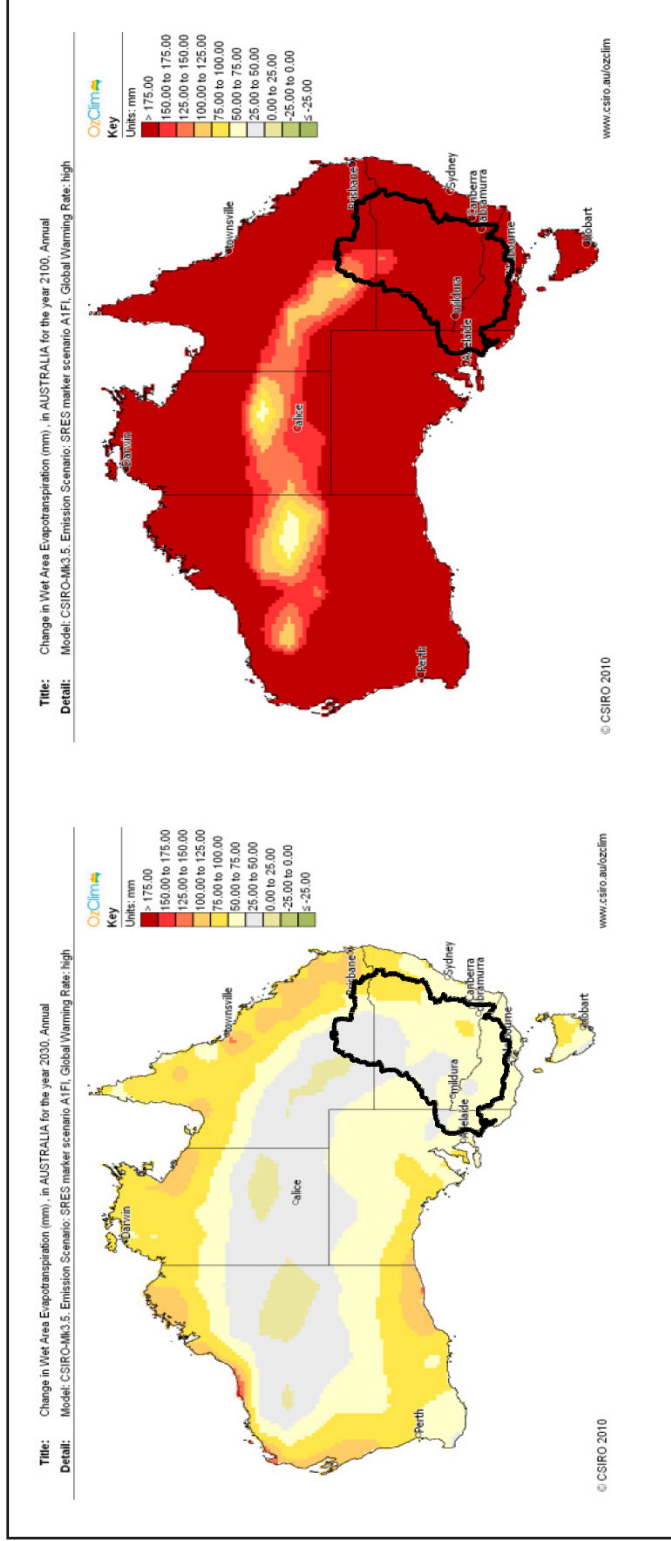 Title: Change in Wet Area Evapotranspiration (mm) , in AUSTRALIA for the year 2030, Annual
Detail: Model: CSIRO-Mk3.5, Emission Scenario: SRES marker scenario A1FI, Global Warming Rate: high
OzClim
Key
Units: mm
> 175.00
150.00 to 175.00
125.00 to 150.00
100.00 to 125.00
75.00 to 100.00
50.00 to 75.00
25.00 to 50.00
0.00 to 25.00
-25.00 to 0.00
≤ -25.00
Darwin
Townsville
alice
Brisbane
Perth
Adelaide
mildura
Sydney
Canberra
Cabramurra
Hobart
© CSIRO 2010
www.csiro.au/ozclim
Title: Change in Wet Area Evapotranspiration (mm) , in AUSTRALIA for the year 2100, Annual
Detail: Model: CSIRO-Mk3.5, Emission Scenario: SRES marker scenario A1FI, Global Warming Rate: high
OzClim
Key
Units: mm
> 175.00
150.00 to 175.00
125.00 to 150.00
100.00 to 125.00
75.00 to 100.00
50.00 to 75.00
25.00 to 50.00
0.00 to 25.00
-25.00 to 0.00
≤ -25.00
Darwin
Townsville
alice
Brisbane
Perth
Adelaide
mildura
Sydney
Canberra
Cabramurra
Hobart
© CSIRO 2010
www.csiro.au/ozclim